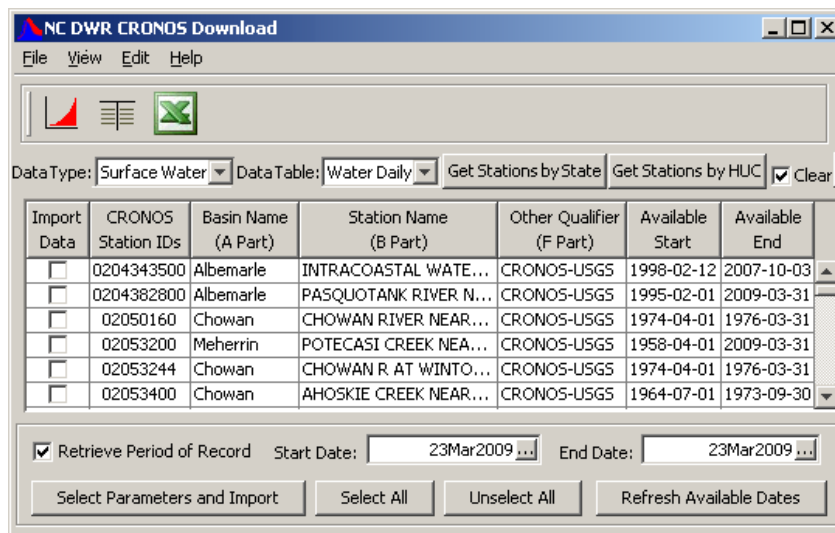 NC DWR CRONOS Download
File View Edit Help
Data Type: Surface Water Data Table: Water Daily Get Stations by State Get Stations by HUC Clear
Import Data CRONOS Station IDs Basin Name (A Part) Station Name (B Part) Other Qualifier (F Part) Available Start Available End
0204343500 Albemarle INTRACOASTAL WATE... CRONOS-USGS 1998-02-12 2007-10-03
0204382800 Albemarle PASQUOTANK RIVER N... CRONOS-USGS 1995-02-01 2009-03-31
02050160 Chowan CHOWAN RIVER NEAR... CRONOS-USGS 1974-04-01 1976-03-31
02053200 Meherrin POTECASI CREEK NEA... CRONOS-USGS 1958-04-01 2009-03-31
02053244 Chowan CHOWAN R AT WINTO... CRONOS-USGS 1974-04-01 1976-03-31
02053400 Chowan AHOSKIE CREEK NEAR... CRONOS-USGS 1964-07-01 1973-09-30
Retrieve Period of Record Start Date: 23Mar2009 ... End Date: 23Mar2009 ...
Select Parameters and Import Select All Unselect All Refresh Available Dates